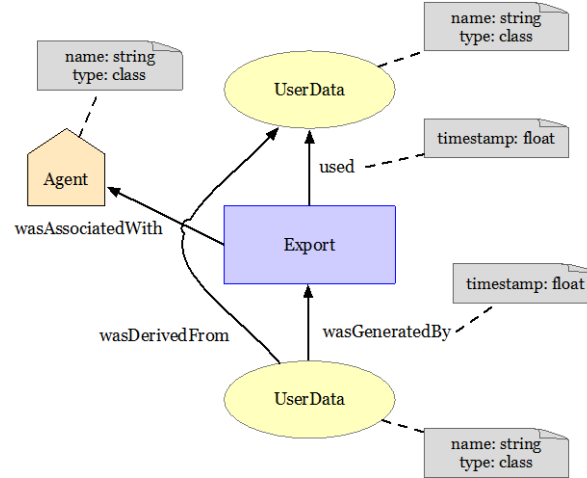 name: string
type: class
name: string
type: class
UserData
timestamp: float
used
Agent
wasAssociatedWith
Export
timestamp: float
wasDerivedFrom
wasGeneratedBy
UserData
name: string
type: class